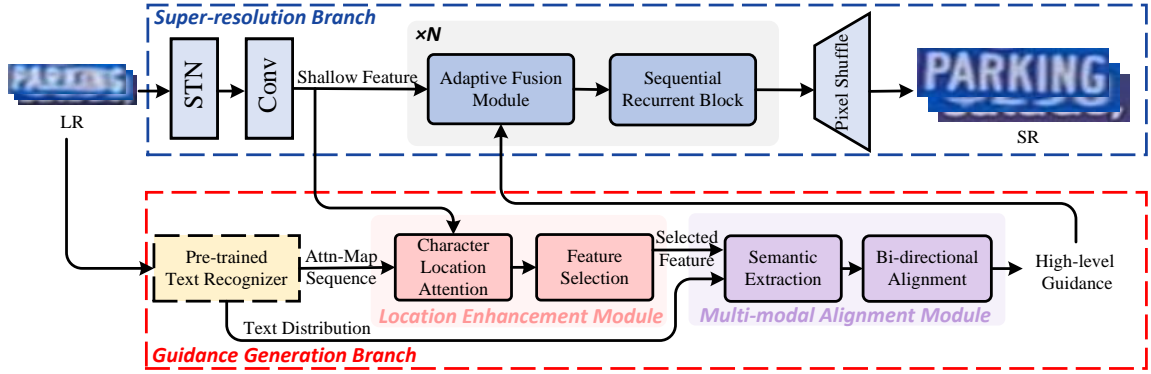 Super-resolution Branch
×N
PARKING
LR
STN
Conv
Shallow Feature
Adaptive Fusion
Module
Sequential
Recurrent Block
Pixel Shuffle
PARKING
SR
Pre-trained
Text Recognizer
Attn-Map
Sequence
Character
Location
Attention
Feature
Selection
Selected
Feature
Semantic
Extraction
Bi-directional
Alignment
High-level
Guidance
Text Distribution
Location Enhancement Module
Multi-modal Alignment Module
Guidance Generation Branch